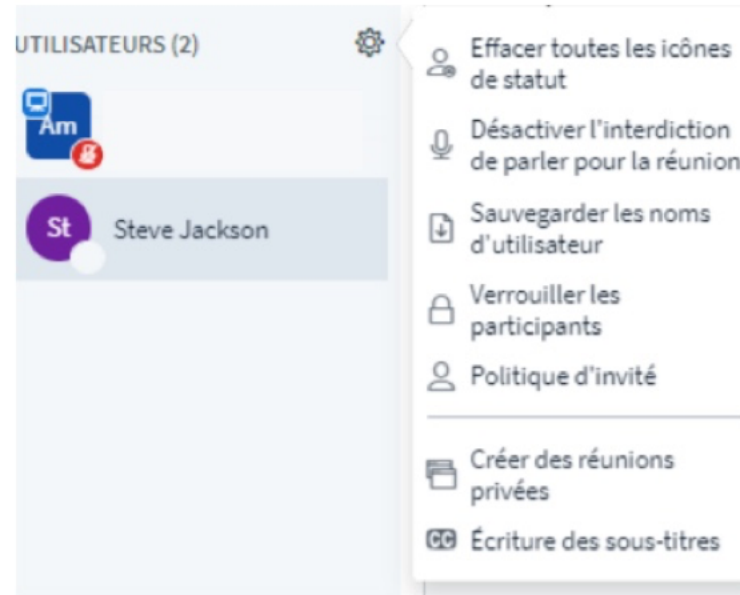 UTILISATEURS (2)
Am
St
Steve Jackson
Effacer toutes les icônes
de statut
Désactiver l'interdiction
de parler pour la réunion
Sauvegarder les noms
d'utilisateur
Verrouiller les
participants
Politique d'invité
Créer des réunions
privées
CC Écriture des sous-titres